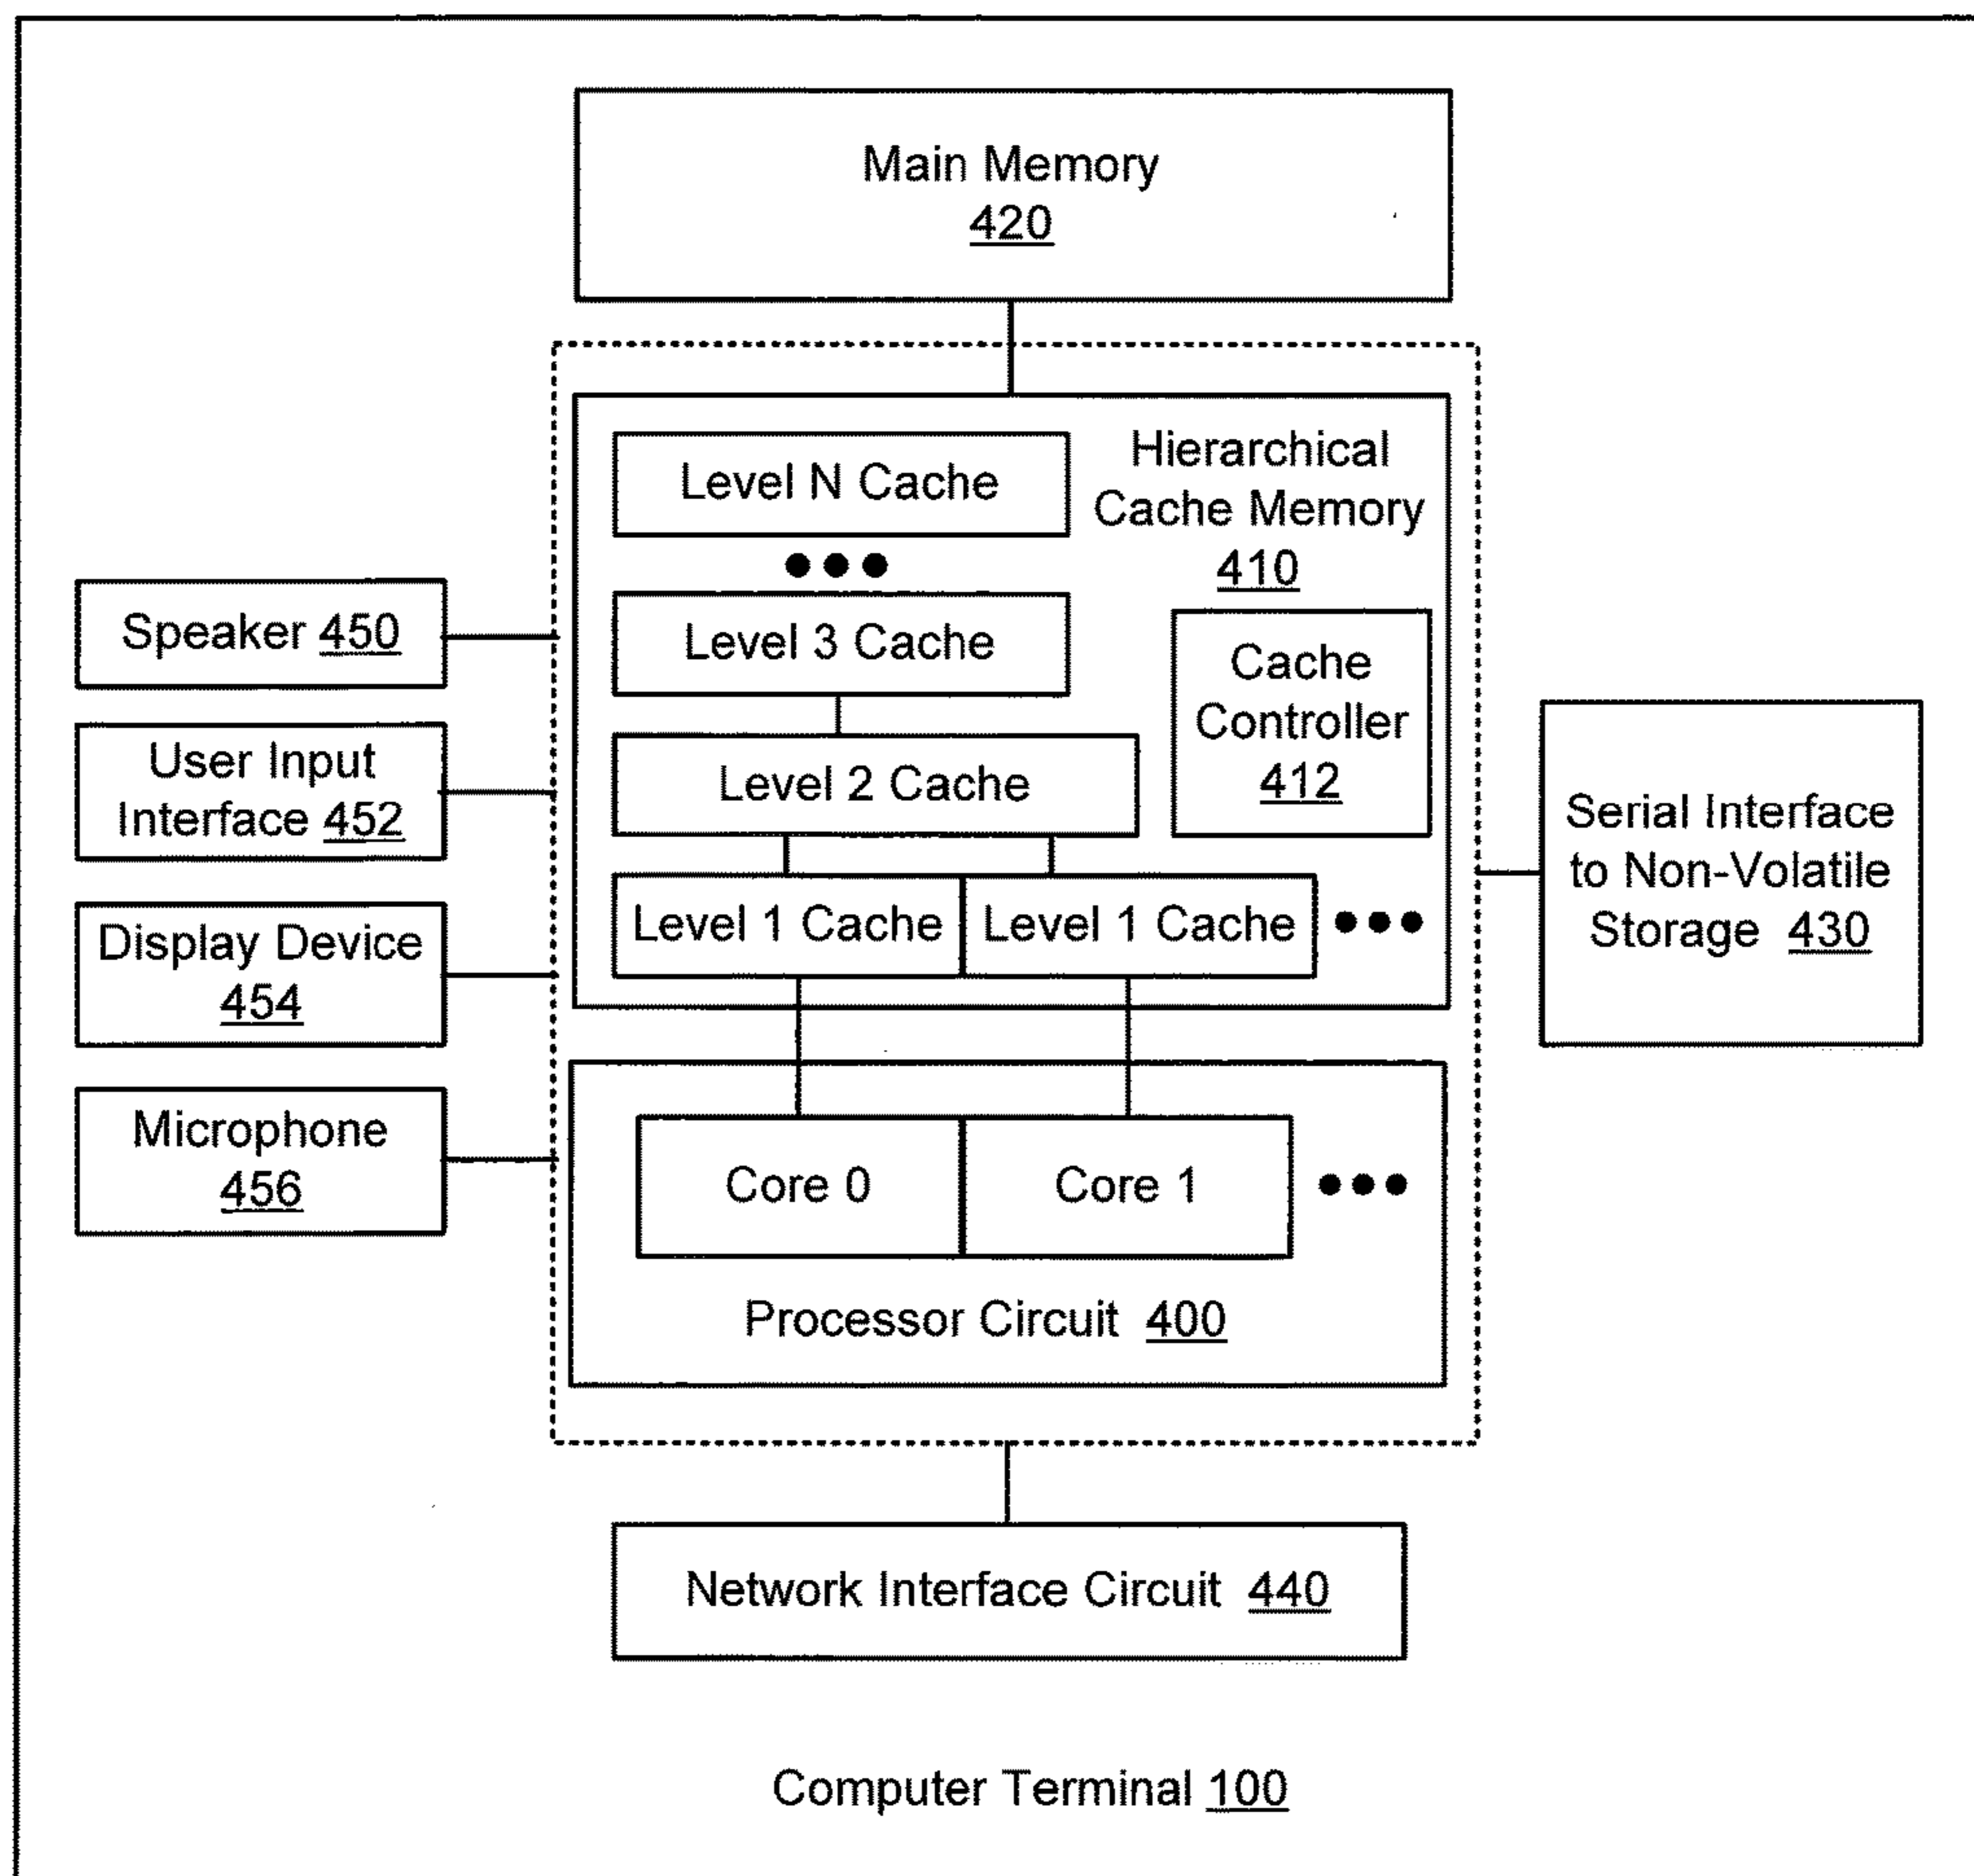 Main Memory
420
Level N Cache
Hierarchical
Cache Memory
410
Level 3 Cache
Cache
Controller
412
Level 2 Cache
Level 1 Cache
Level 1 Cache
Speaker 450
User Input
Interface 452
Display Device
454
Microphone
456
Serial Interface
to Non-Volatile
Storage 430
Core 0
Core 1
Processor Circuit 400
Network Interface Circuit 440
Computer Terminal 100